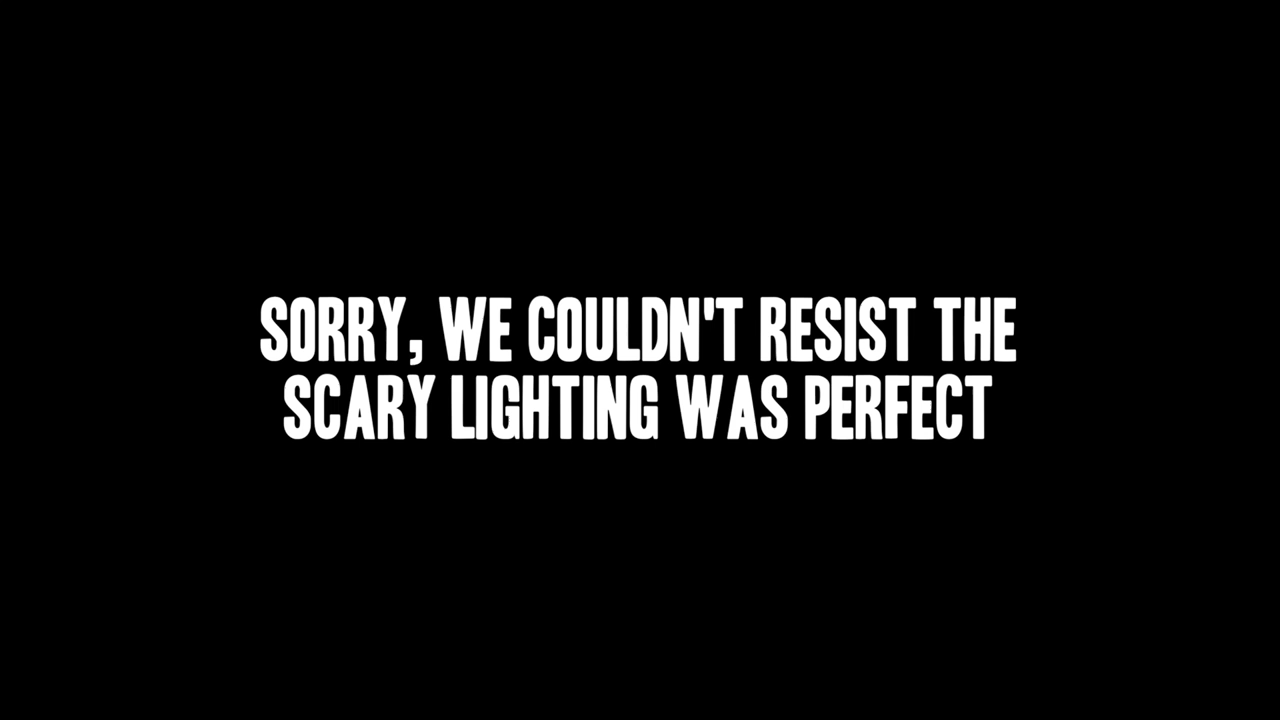 SORRY, WE COULDN'T RESIST THE
SCARY LIGHTING WAS PERFECT